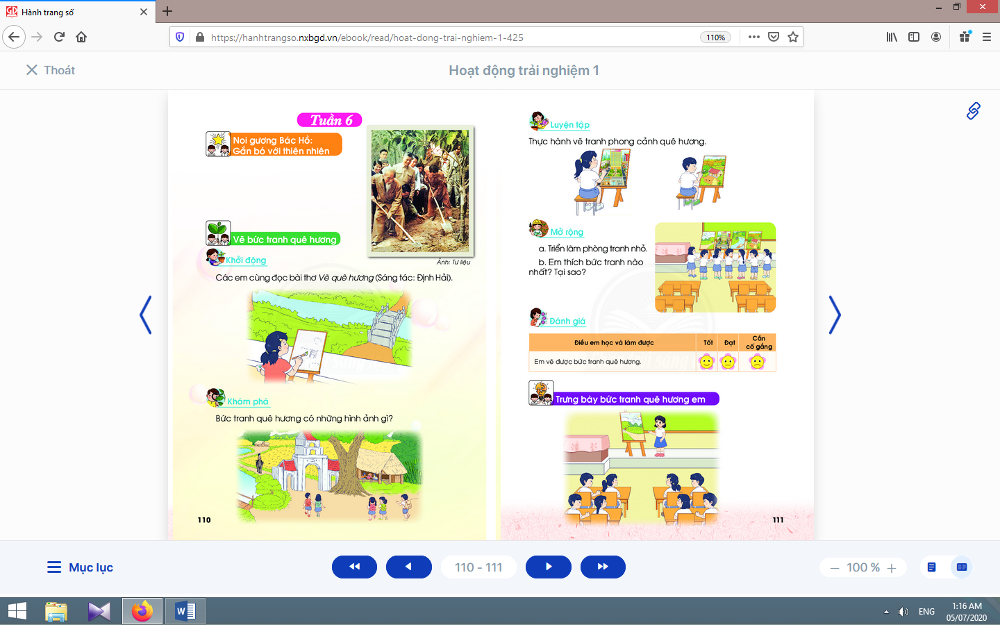 Hành trang số
https://hanhtrangso.nxbgd.vn/ebook/read/hoat-dong-trai-nghiem-1-425
110%
Thoát
Hoạt động trải nghiệm 1
Tuần 6
Noi gương Bác Hồ:
Gắn bó với thiên nhiên
Vẽ bức tranh quê hương
Ảnh: Tư liệu
Khởi động
Các em cùng đọc bài thơ Vẽ quê hương (Sáng tác: Định Hải).
Khám phá
Bức tranh quê hương có những hình ảnh gì?
110
Luyện tập
Thực hành vẽ tranh phong cảnh quê hương.
Mở rộng
a. Triển lãm phòng tranh nhỏ.
b. Em thích bức tranh nào
nhất? Tại sao?
Đánh giá
Điều em học và làm được Tốt Đạt Cần
cố gắng
Em vẽ được bức tranh quê hương.
Trưng bày bức tranh quê hương em
111
Mục lục
110 - 111
100 %
ENG
1:16 AM
05/07/2020